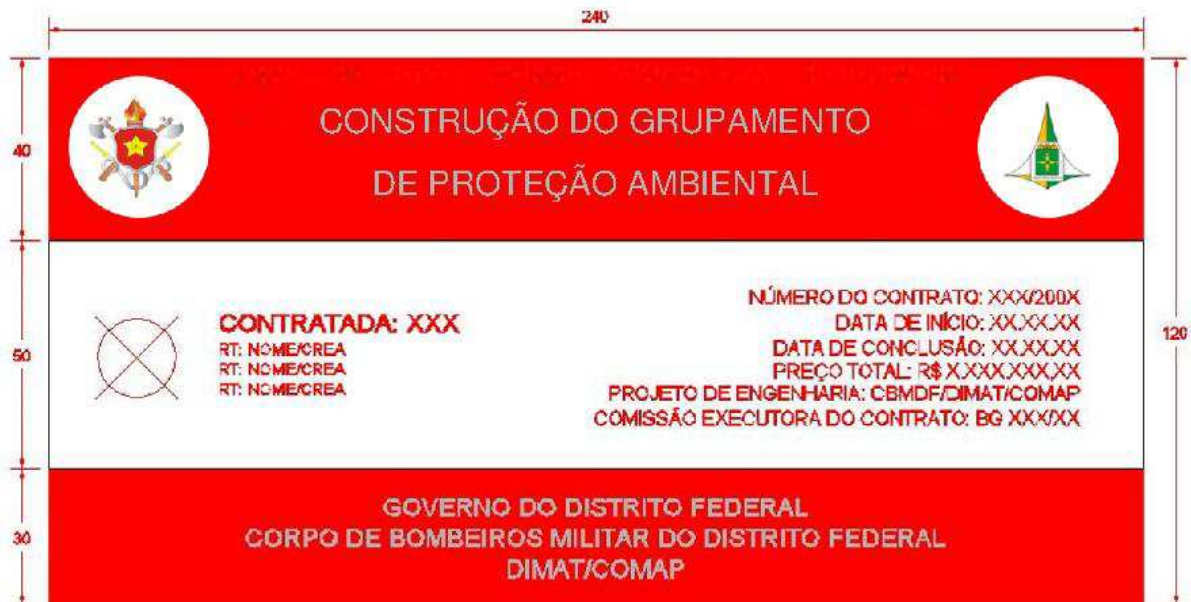 240
40
CONSTRUÇÃO DO GRUPAMENTO
DE PROTEÇÃO AMBIENTAL
50
CONTRATADA: XXX
RT: NOME/CREA
RT: NOME/CREA
RT: NOME/CREA
NÚMERO DO CONTRATO: XXX/200X
DATA DE INÍCIO: XX.XX.XX
DATA DE CONCLUSÃO: XX.XX.XX
PREÇO TOTAL: R$ X.XXX.XXX,XX
PROJETO DE ENGENHARIA: CBMDF/DIMAT/COMAP
COMISSÃO EXECUTORA DO CONTRATO: BG XXX/XX
120
30
GOVERNO DO DISTRITO FEDERAL
CORPO DE BOMBEIROS MILITAR DO DISTRITO FEDERAL
DIMAT/COMAP